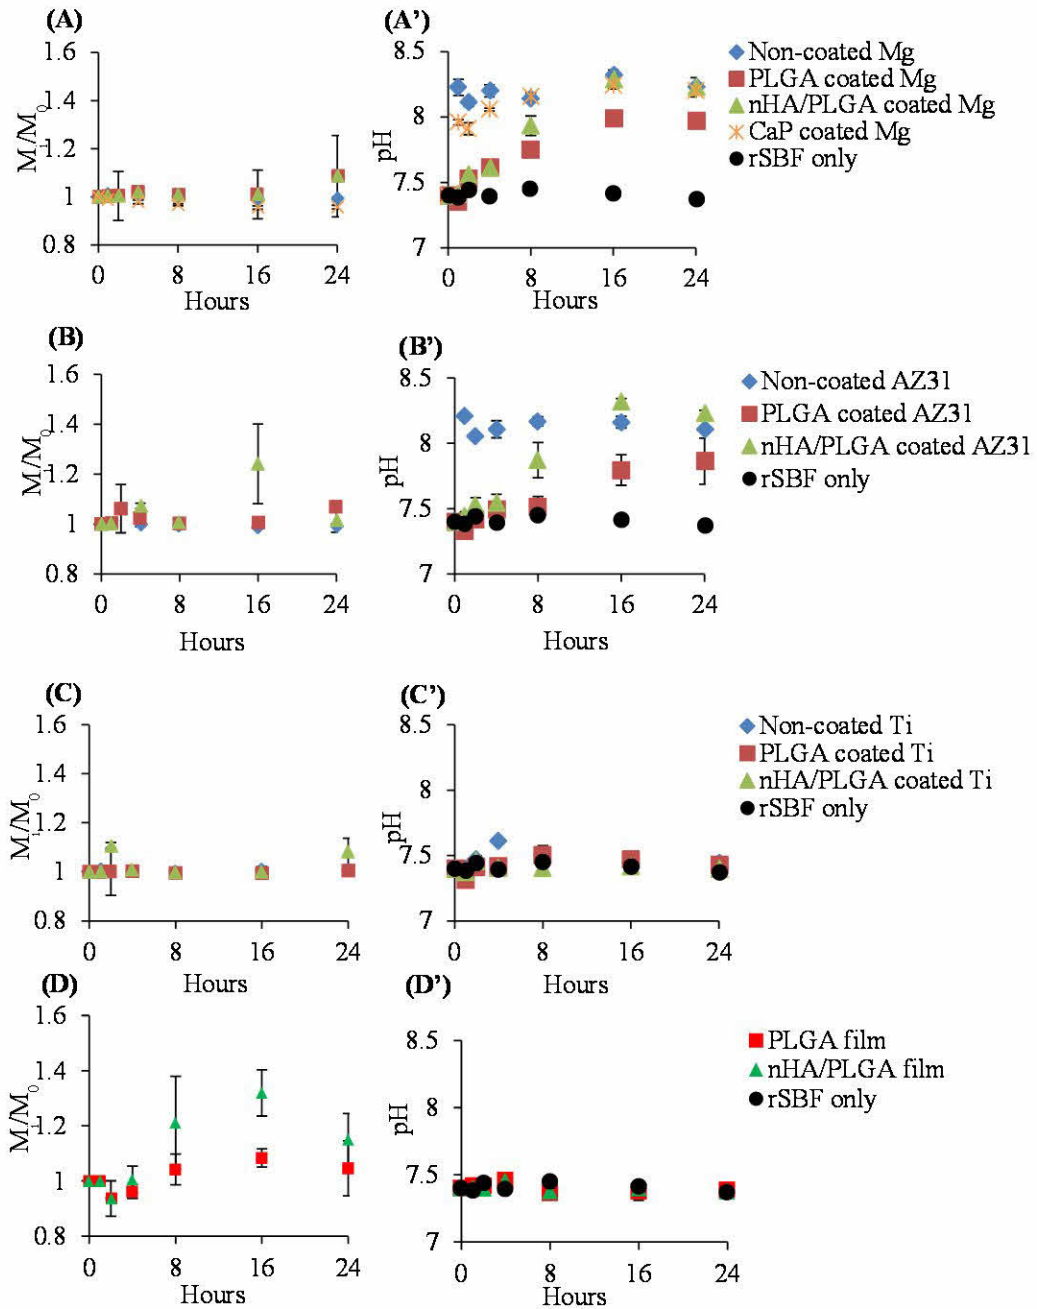 (A)
1.6
1.4
1.2
1
0.8
Mᵢ/M₀
0 8 16 24
Hours
(A’)
8.5
8
7.5
7
pH
0 8 16 24
Hours
Non-coated Mg
PLGA coated Mg
nHA/PLGA coated Mg
CaP coated Mg
rSBF only
(B)
1.6
1.4
1.2
1
0.8
Mᵢ/M₀
0 8 16 24
Hours
(B’)
8.5
8
7.5
7
pH
0 8 16 24
Hours
Non-coated AZ31
PLGA coated AZ31
nHA/PLGA coated AZ31
rSBF only
(C)
1.6
1.4
1.2
1
0.8
Mᵢ/M₀
0 8 16 24
Hours
(C’)
8.5
8
7.5
7
pH
0 8 16 24
Hours
Non-coated Ti
PLGA coated Ti
nHA/PLGA coated Ti
rSBF only
(D)
1.6
1.4
1.2
1
0.8
Mᵢ/M₀
0 8 16 24
Hours
(D’)
8.5
8
7.5
7
pH
0 8 16 24
Hours
PLGA film
nHA/PLGA film
rSBF only